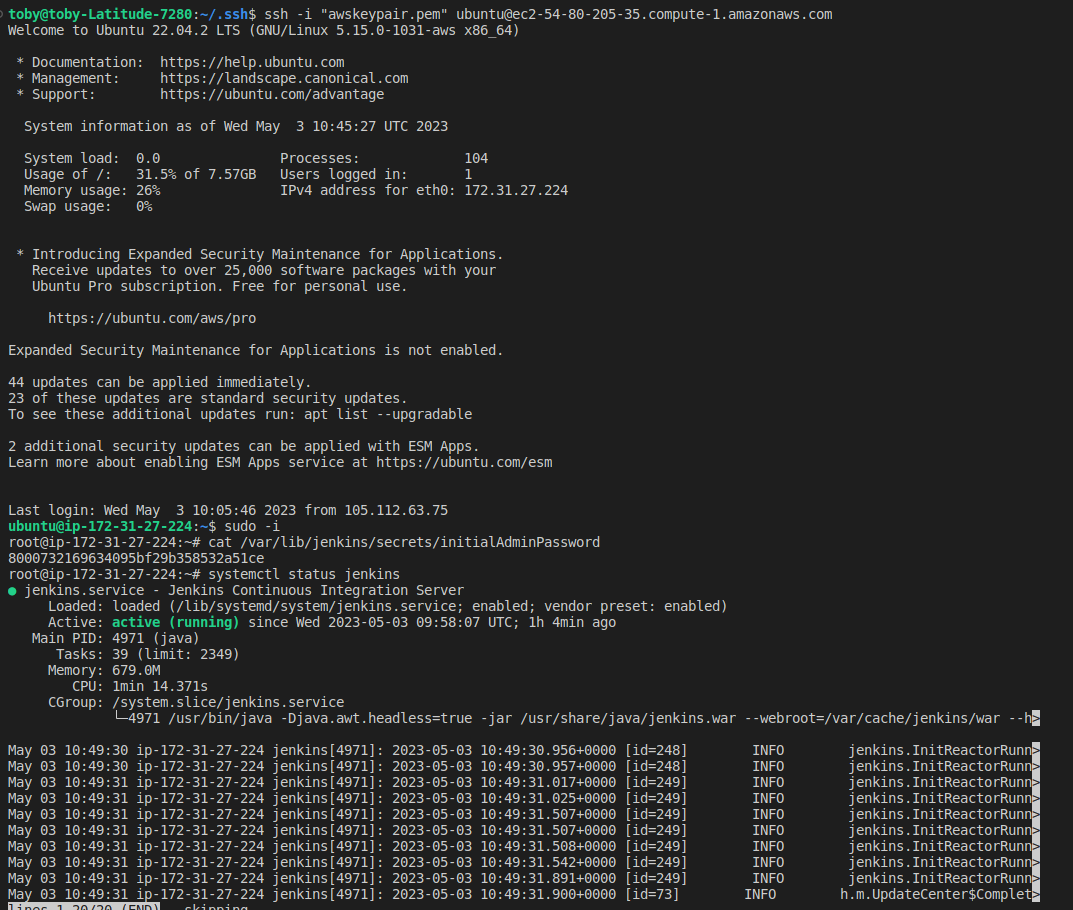 toby@toby-Latitude-7280:~/.ssh$ ssh -i "awskeypair.pem" ubuntu@ec2-54-80-205-35.compute-1.amazonaws.com
Welcome to Ubuntu 22.04.2 LTS (GNU/Linux 5.15.0-1031-aws x86_64)

 * Documentation:  https://help.ubuntu.com
 * Management:     https://landscape.canonical.com
 * Support:        https://ubuntu.com/advantage

  System information as of Wed May  3 10:45:27 UTC 2023

  System load:  0.0               Processes:             104
  Usage of /:   31.5% of 7.57GB   Users logged in:       1
  Memory usage: 26%               IPv4 address for eth0: 172.31.27.224
  Swap usage:   0%

 * Introducing Expanded Security Maintenance for Applications.
   Receive updates to over 25,000 software packages with your
   Ubuntu Pro subscription. Free for personal use.

     https://ubuntu.com/aws/pro

Expanded Security Maintenance for Applications is not enabled.

44 updates can be applied immediately.
23 of these updates are standard security updates.
To see these additional updates run: apt list --upgradable

2 additional security updates can be applied with ESM Apps.
Learn more about enabling ESM Apps service at https://ubuntu.com/esm

Last login: Wed May  3 10:05:46 2023 from 105.112.63.75
ubuntu@ip-172-31-27-224:~$ sudo -i
root@ip-172-31-27-224:~# cat /var/lib/jenkins/secrets/initialAdminPassword
8000732169634095bf29b358532a51ce
root@ip-172-31-27-224:~# systemctl status jenkins
● jenkins.service - Jenkins Continuous Integration Server
     Loaded: loaded (/lib/systemd/system/jenkins.service; enabled; vendor preset: enabled)
     Active: active (running) since Wed 2023-05-03 09:58:07 UTC; 1h 4min ago
   Main PID: 4971 (java)
      Tasks: 39 (limit: 2349)
     Memory: 679.0M
        CPU: 1min 14.371s
     CGroup: /system.slice/jenkins.service
             └─4971 /usr/bin/java -Djava.awt.headless=true -jar /usr/share/java/jenkins.war --webroot=/var/cache/jenkins/war --h>

May 03 10:49:30 ip-172-31-27-224 jenkins[4971]: 2023-05-03 10:49:30.956+0000 [id=248]        INFO        jenkins.InitReactorRunn>
May 03 10:49:30 ip-172-31-27-224 jenkins[4971]: 2023-05-03 10:49:30.957+0000 [id=248]        INFO        jenkins.InitReactorRunn>
May 03 10:49:31 ip-172-31-27-224 jenkins[4971]: 2023-05-03 10:49:31.017+0000 [id=249]        INFO        jenkins.InitReactorRunn>
May 03 10:49:31 ip-172-31-27-224 jenkins[4971]: 2023-05-03 10:49:31.025+0000 [id=249]        INFO        jenkins.InitReactorRunn>
May 03 10:49:31 ip-172-31-27-224 jenkins[4971]: 2023-05-03 10:49:31.507+0000 [id=249]        INFO        jenkins.InitReactorRunn>
May 03 10:49:31 ip-172-31-27-224 jenkins[4971]: 2023-05-03 10:49:31.507+0000 [id=249]        INFO        jenkins.InitReactorRunn>
May 03 10:49:31 ip-172-31-27-224 jenkins[4971]: 2023-05-03 10:49:31.508+0000 [id=249]        INFO        jenkins.InitReactorRunn>
May 03 10:49:31 ip-172-31-27-224 jenkins[4971]: 2023-05-03 10:49:31.542+0000 [id=249]        INFO        jenkins.InitReactorRunn>
May 03 10:49:31 ip-172-31-27-224 jenkins[4971]: 2023-05-03 10:49:31.891+0000 [id=249]        INFO        jenkins.InitReactorRunn>
May 03 10:49:31 ip-172-31-27-224 jenkins[4971]: 2023-05-03 10:49:31.900+0000 [id=73]        INFO        h.m.UpdateCenter$Complet>
lines 1-20/20 (END)...skipping...